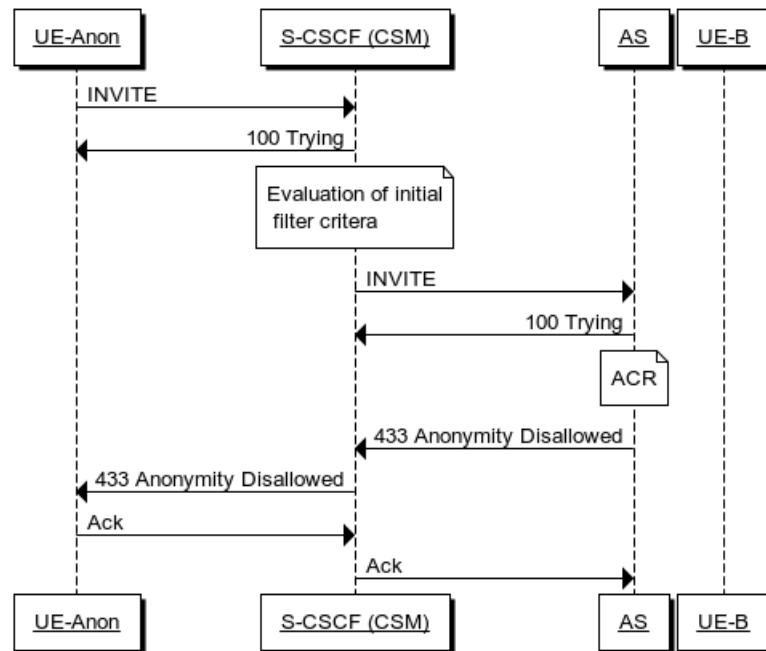 UE-Anon
S-CSCF (CSM)
AS
UE-B
INVITE
100 Trying
Evaluation of initial
filter critera
INVITE
100 Trying
ACR
433 Anonymity Disallowed
433 Anonymity Disallowed
Ack
Ack
UE-Anon
S-CSCF (CSM)
AS
UE-B